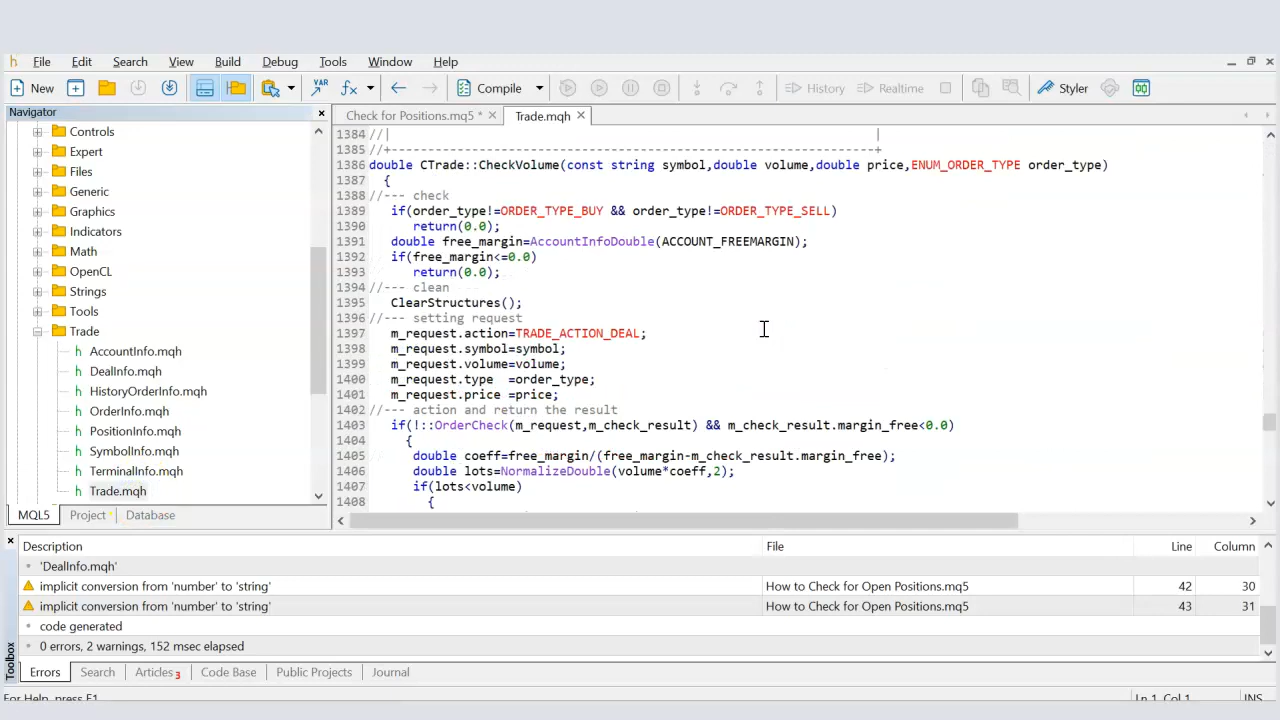 File Edit Search View Build Debug Tools Window Help
New Compile History Realtime Styler
Navigator
Controls
Expert
Files
Generic
Graphics
Indicators
Math
OpenCL
Strings
Tools
Trade
AccountInfo.mqh
DealInfo.mqh
HistoryOrderInfo.mqh
OrderInfo.mqh
PositionInfo.mqh
SymbolInfo.mqh
TerminalInfo.mqh
Trade.mqh
MQL5 Project Database
Check for Positions.mq5 * Trade.mqh
1384 //| |
1385 //+------------------------------------------------------------------+
1386 double CTrade::CheckVolume(const string symbol,double volume,double price,ENUM_ORDER_TYPE order_type)
1387 {
1388 //--- check
1389 if(order_type!=ORDER_TYPE_BUY && order_type!=ORDER_TYPE_SELL)
1390 return(0.0);
1391 double free_margin=AccountInfoDouble(ACCOUNT_FREEMARGIN);
1392 if(free_margin<=0.0)
1393 return(0.0);
1394 //--- clean
1395 ClearStructures();
1396 //--- setting request
1397 m_request.action=TRADE_ACTION_DEAL;
1398 m_request.symbol=symbol;
1399 m_request.volume=volume;
1400 m_request.type =order_type;
1401 m_request.price =price;
1402 //--- action and return the result
1403 if(!::OrderCheck(m_request,m_check_result) && m_check_result.margin_free<0.0)
1404 {
1405 double coeff=free_margin/(free_margin-m_check_result.margin_free);
1406 double lots=NormalizeDouble(volume*coeff,2);
1407 if(lots<volume)
1408 {
Description File Line Column
'DealInfo.mqh'
implicit conversion from 'number' to 'string' How to Check for Open Positions.mq5 42 30
implicit conversion from 'number' to 'string' How to Check for Open Positions.mq5 43 31
code generated
0 errors, 2 warnings, 152 msec elapsed
Toolbox
Errors Search Articles 3 Code Base Public Projects Journal
For Help, press F1 Ln 1, Col 1 INS